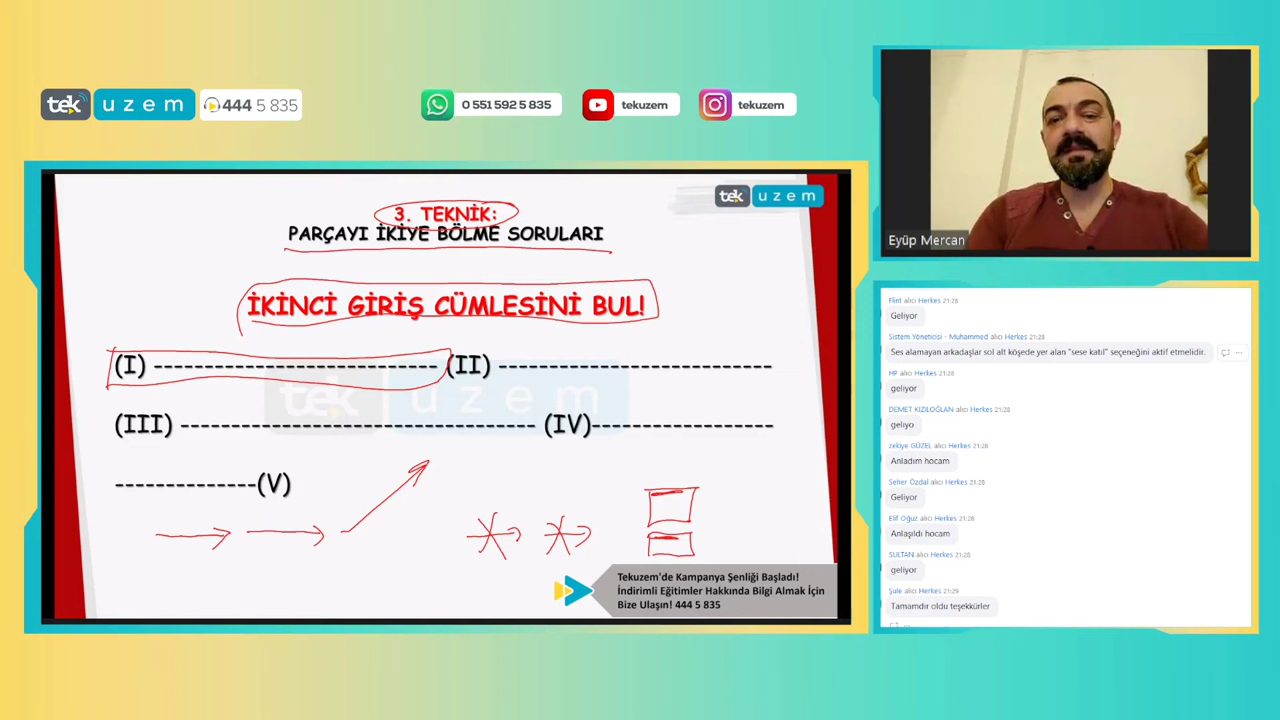 tek uzem 444 5 835
0 551 592 5 835
tekuzem
tekuzem
tek uzem
3. TEKNİK:
PARÇAYI İKİYE BÖLME SORULARI
İKİNCİ GİRİŞ CÜMLESİNİ BUL!
(I) ---------------------------------- (II) ---------------------------------
(III) ------------------------------------------- (IV)----------------------
-----------------(V)
tek uzem
Tekuzem'de Kampanya Şenliği Başladı!
İndirimli Eğitimler Hakkında Bilgi Almak İçin
Bize Ulaşın! 444 5 835
Eyüp Mercan
Flint alıcı Herkes 21:28
Geliyor
Sistem Yöneticisi - Muhammed alıcı Herkes 21:28
Ses alamayan arkadaşlar sol alt köşede yer alan "sese katıl" seçeneğini aktif etmelidir.
HP alıcı Herkes 21:28
geliyor
DEMET KIZILOĞLAN alıcı Herkes 21:28
geliyo
zekiye GÜZEL alıcı Herkes 21:28
Anladım hocam
Seher Özdal alıcı Herkes 21:28
Geliyor
Elif Oğuz alıcı Herkes 21:28
Anlaşıldı hocam
SULTAN alıcı Herkes 21:28
geliyor
Şule alıcı Herkes 21:29
Tamamdır oldu teşekkürler